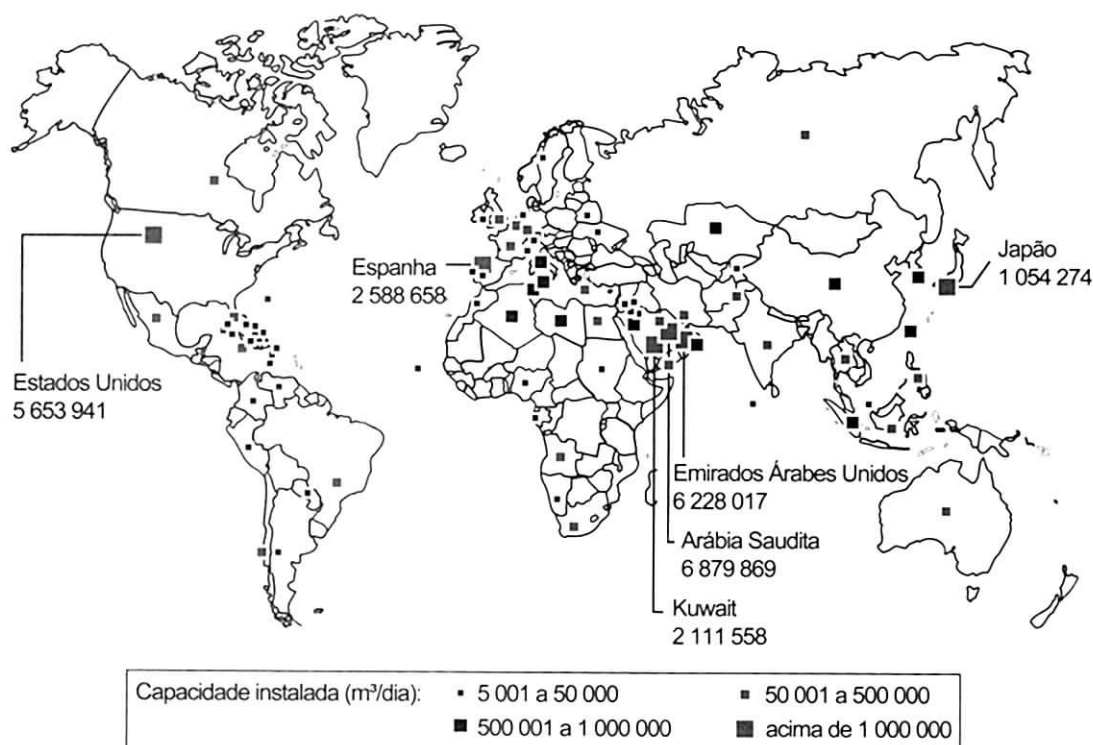 Espanha
2 588 658
Japão
1 054 274
Estados Unidos
5 653 941
Emirados Árabes Unidos
6 228 017
Arábia Saudita
6 879 869
Kuwait
2 111 558
Capacidade instalada (m³/dia):
5 001 a 50 000
50 001 a 500 000
500 001 a 1 000 000
acima de 1 000 000